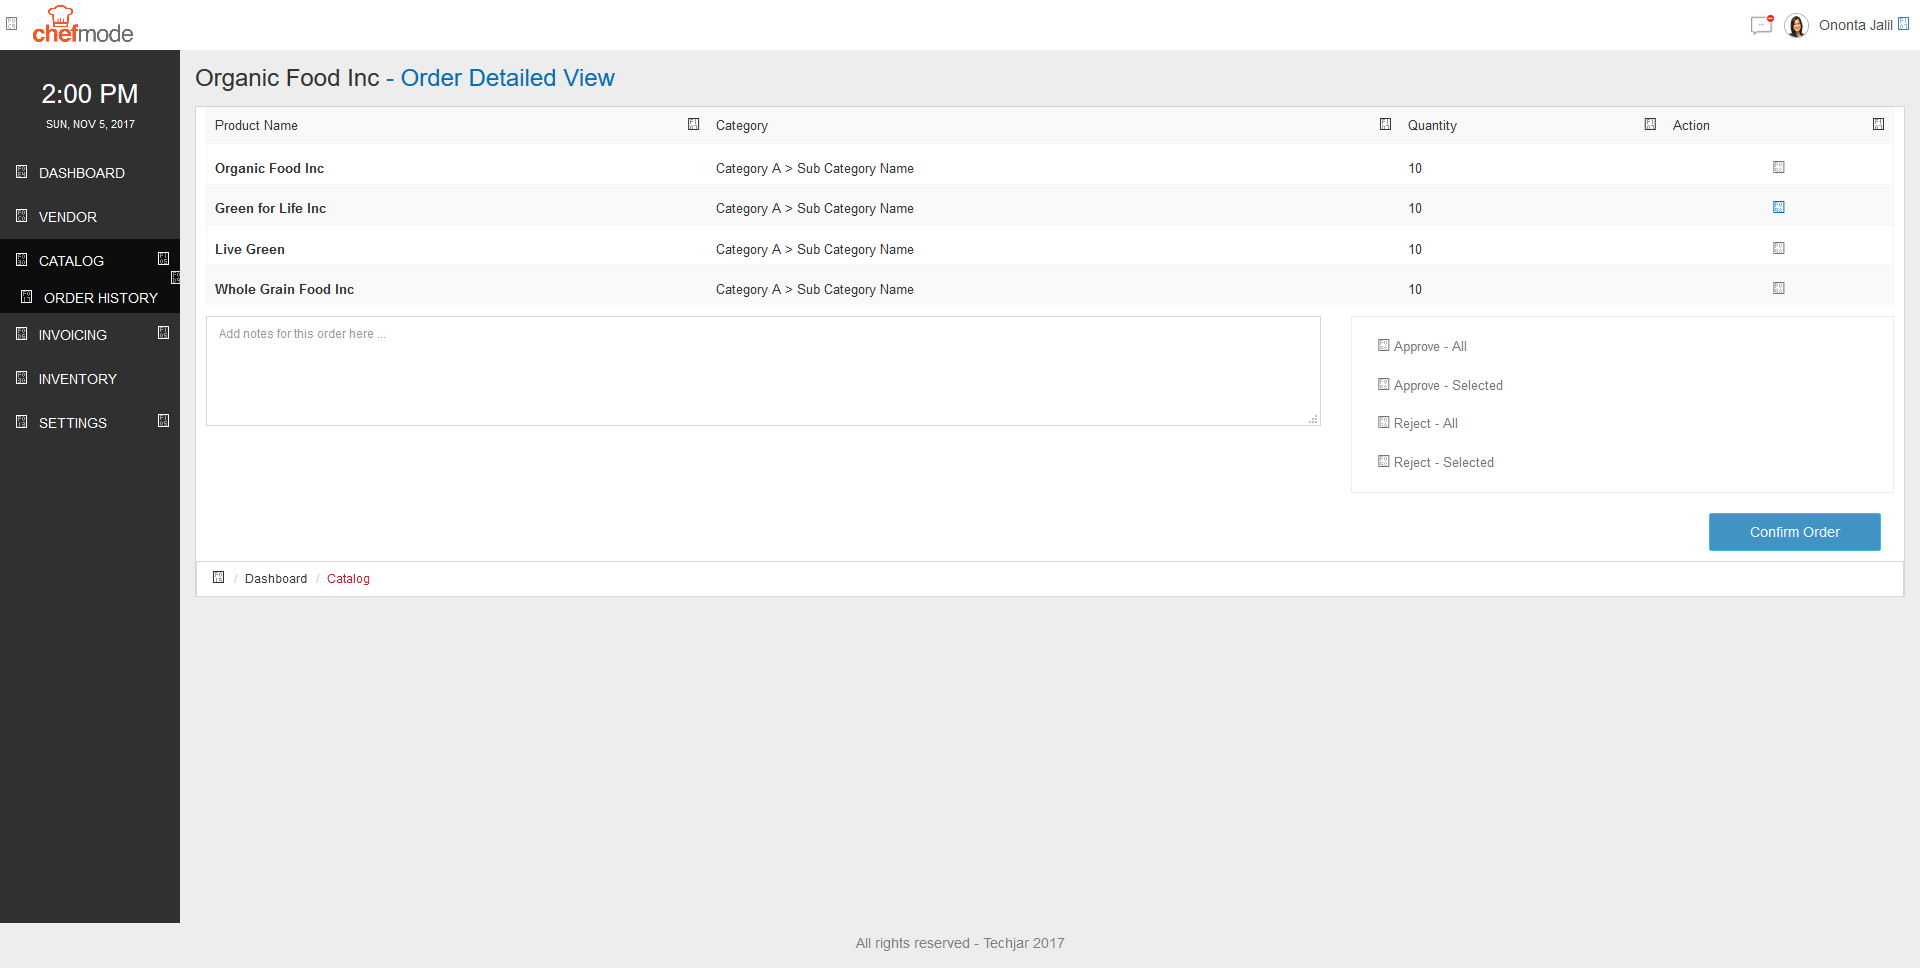 chefmode
Ononta Jalil
2:00 PM
SUN, NOV 5, 2017
DASHBOARD
VENDOR
CATALOG
ORDER HISTORY
INVOICING
INVENTORY
SETTINGS
Organic Food Inc - Order Detailed View
Product Name Category Quantity Action
Organic Food Inc Category A > Sub Category Name 10
Green for Life Inc Category A > Sub Category Name 10
Live Green Category A > Sub Category Name 10
Whole Grain Food Inc Category A > Sub Category Name 10
Add notes for this order here ...
Approve - All
Approve - Selected
Reject - All
Reject - Selected
Confirm Order
/ Dashboard / Catalog
All rights reserved - Techjar 2017